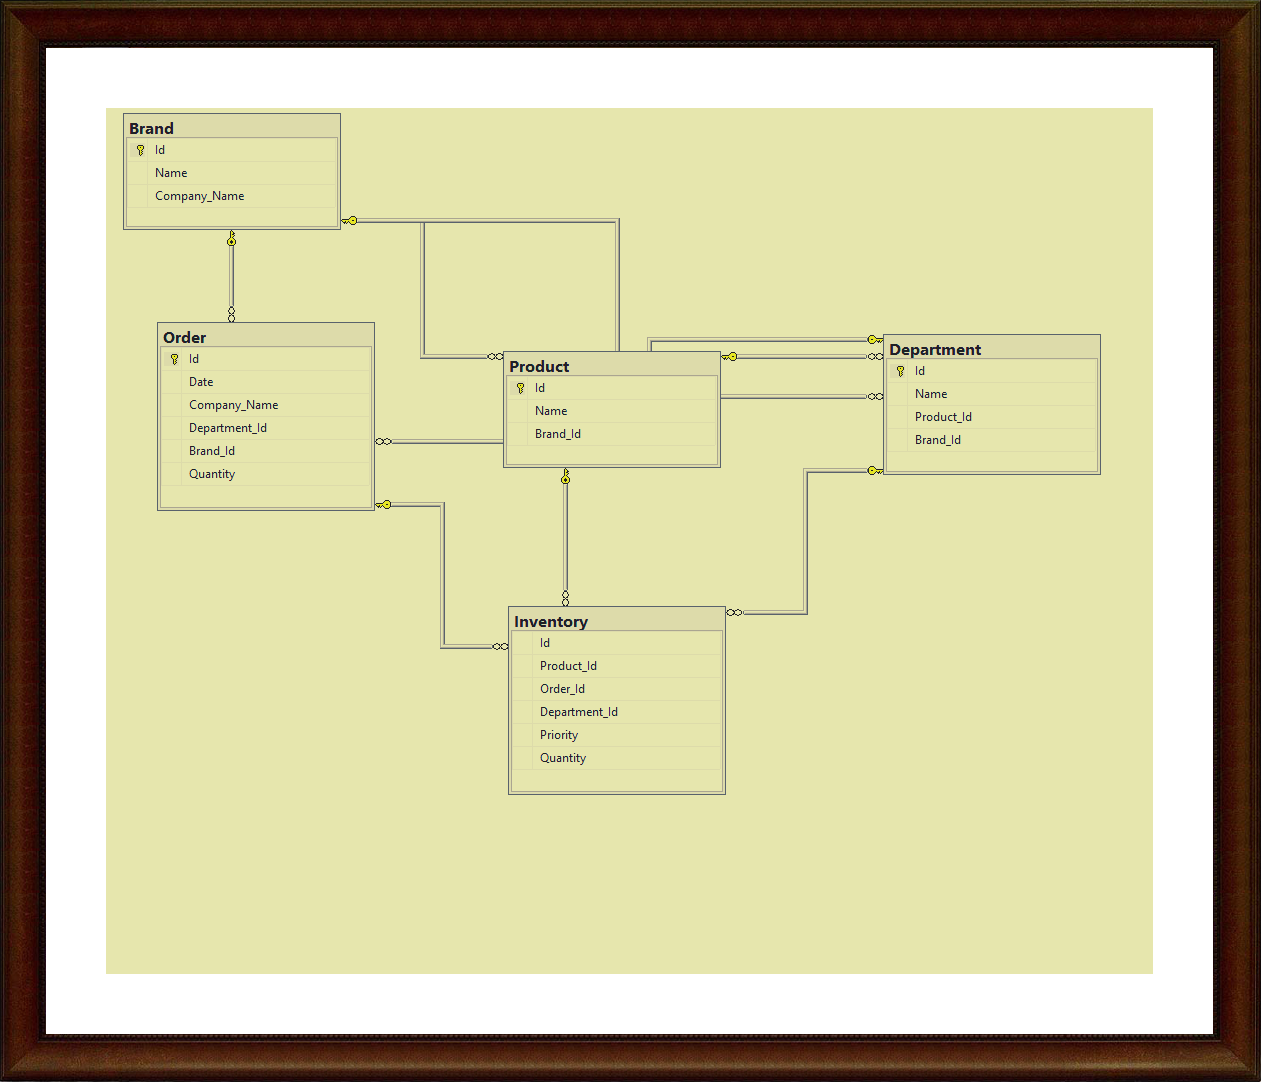 Brand
Id
Name
Company_Name
Order
Id
Date
Company_Name
Department_Id
Brand_Id
Quantity
Product
Id
Name
Brand_Id
Department
Id
Name
Product_Id
Brand_Id
Inventory
Id
Product_Id
Order_Id
Department_Id
Priority
Quantity